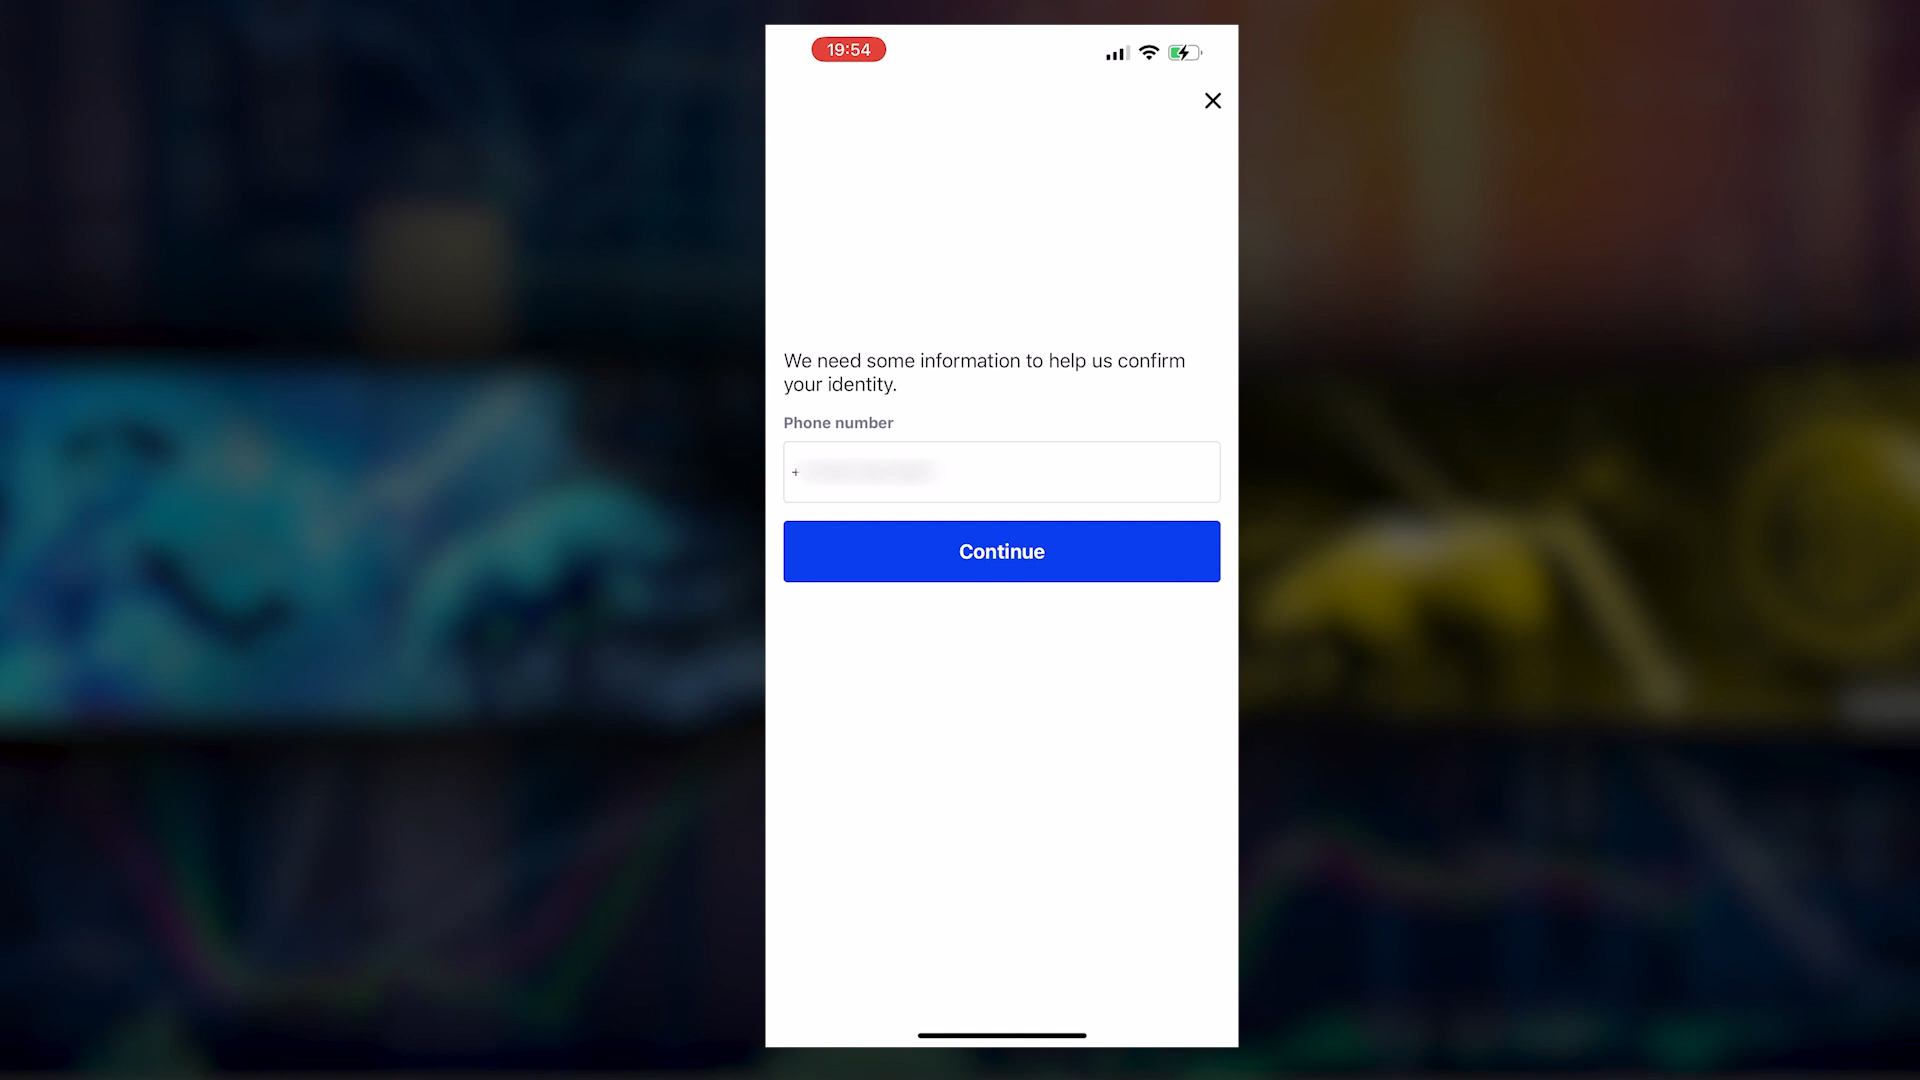 19:54
We need some information to help us confirm
your identity.
Phone number
+
Continue